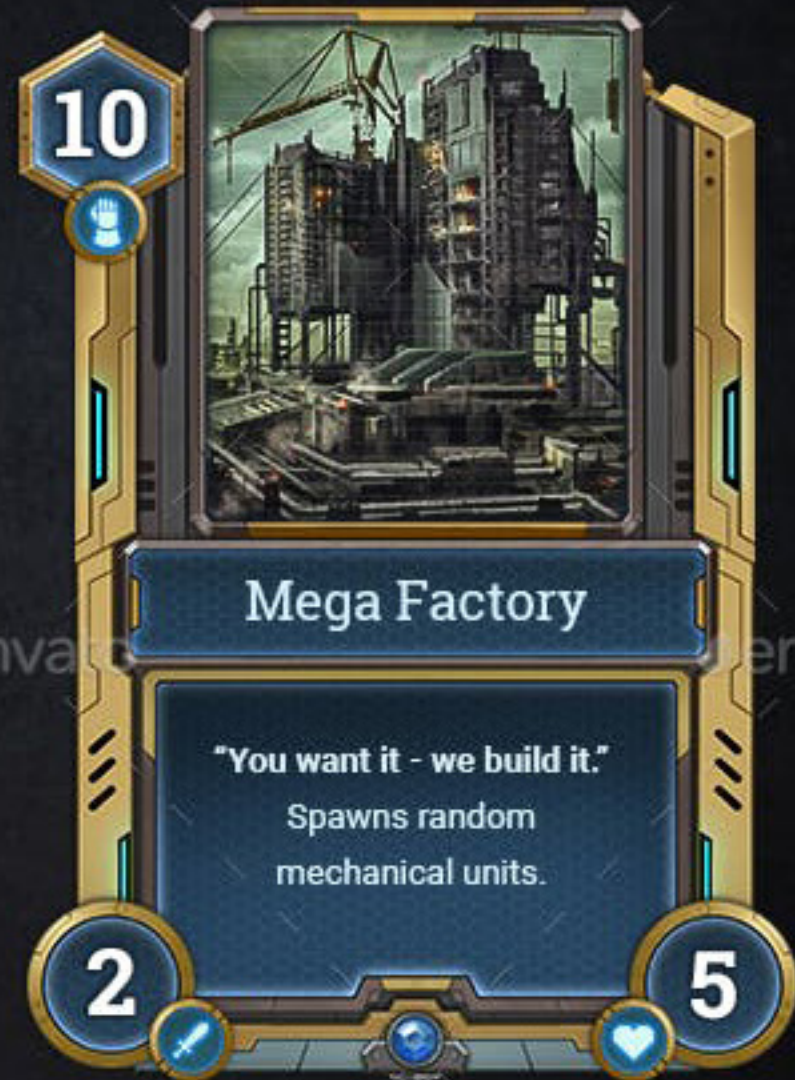 10
Mega Factory
“You want it - we build it.”
Spawns random
mechanical units.
2
5